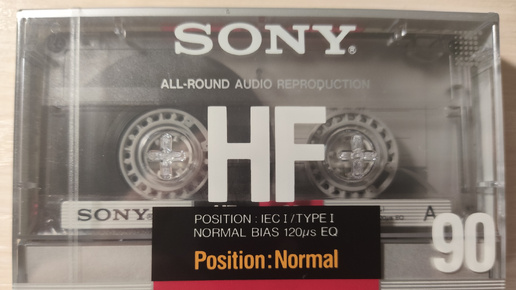 SONY®
ALL-ROUND AUDIO REPRODUCTION
HF
SONY
A
POSITION : IEC I / TYPE I
NORMAL BIAS 120μs EQ
90
Position: Normal